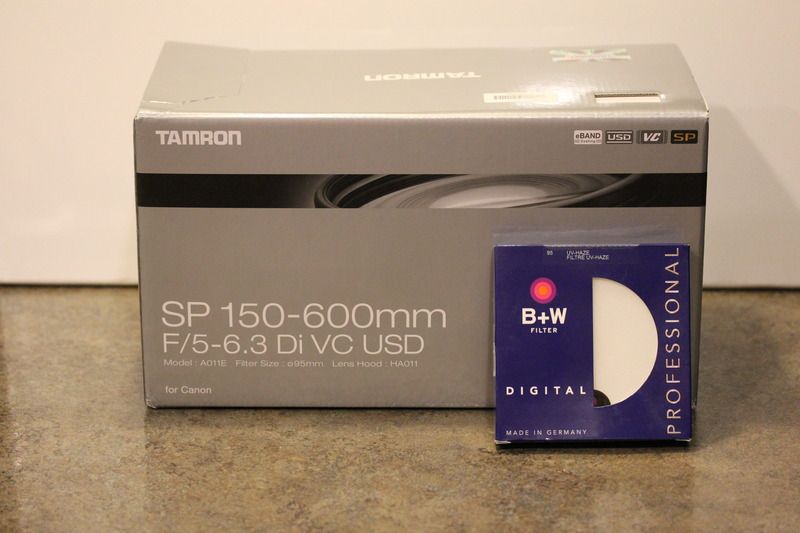 TAMRON
TAMRON
eBAND
USD
VC
SP
SP 150-600mm
F/5-6.3 Di VC USD
Model : A011E Filter Size : ø95mm Lens Hood : HA011
for Canon
95 UV-HAZE
FILTRE UV-HAZE
B+W
FILTER
DIGITAL
MADE IN GERMANY
PROFESSIONAL